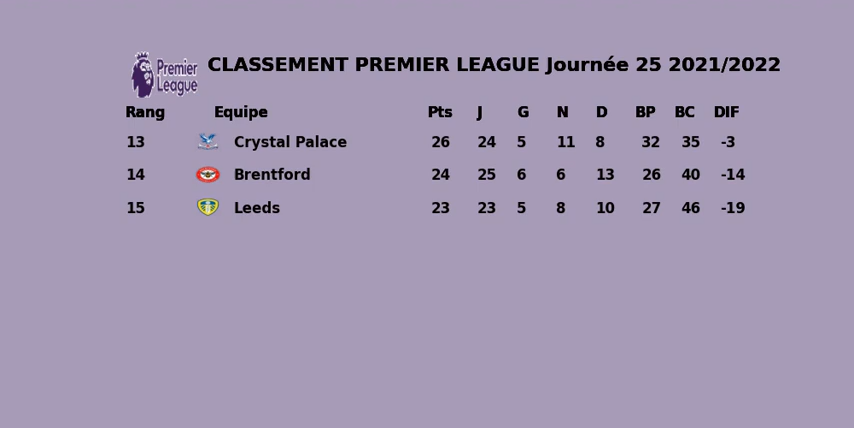 Premier League
CLASSEMENT PREMIER LEAGUE Journée 25 2021/2022
Rang Equipe Pts J G N D BP BC DIF
13 Crystal Palace 26 24 5 11 8 32 35 -3
14 Brentford 24 25 6 6 13 26 40 -14
15 Leeds 23 23 5 8 10 27 46 -19